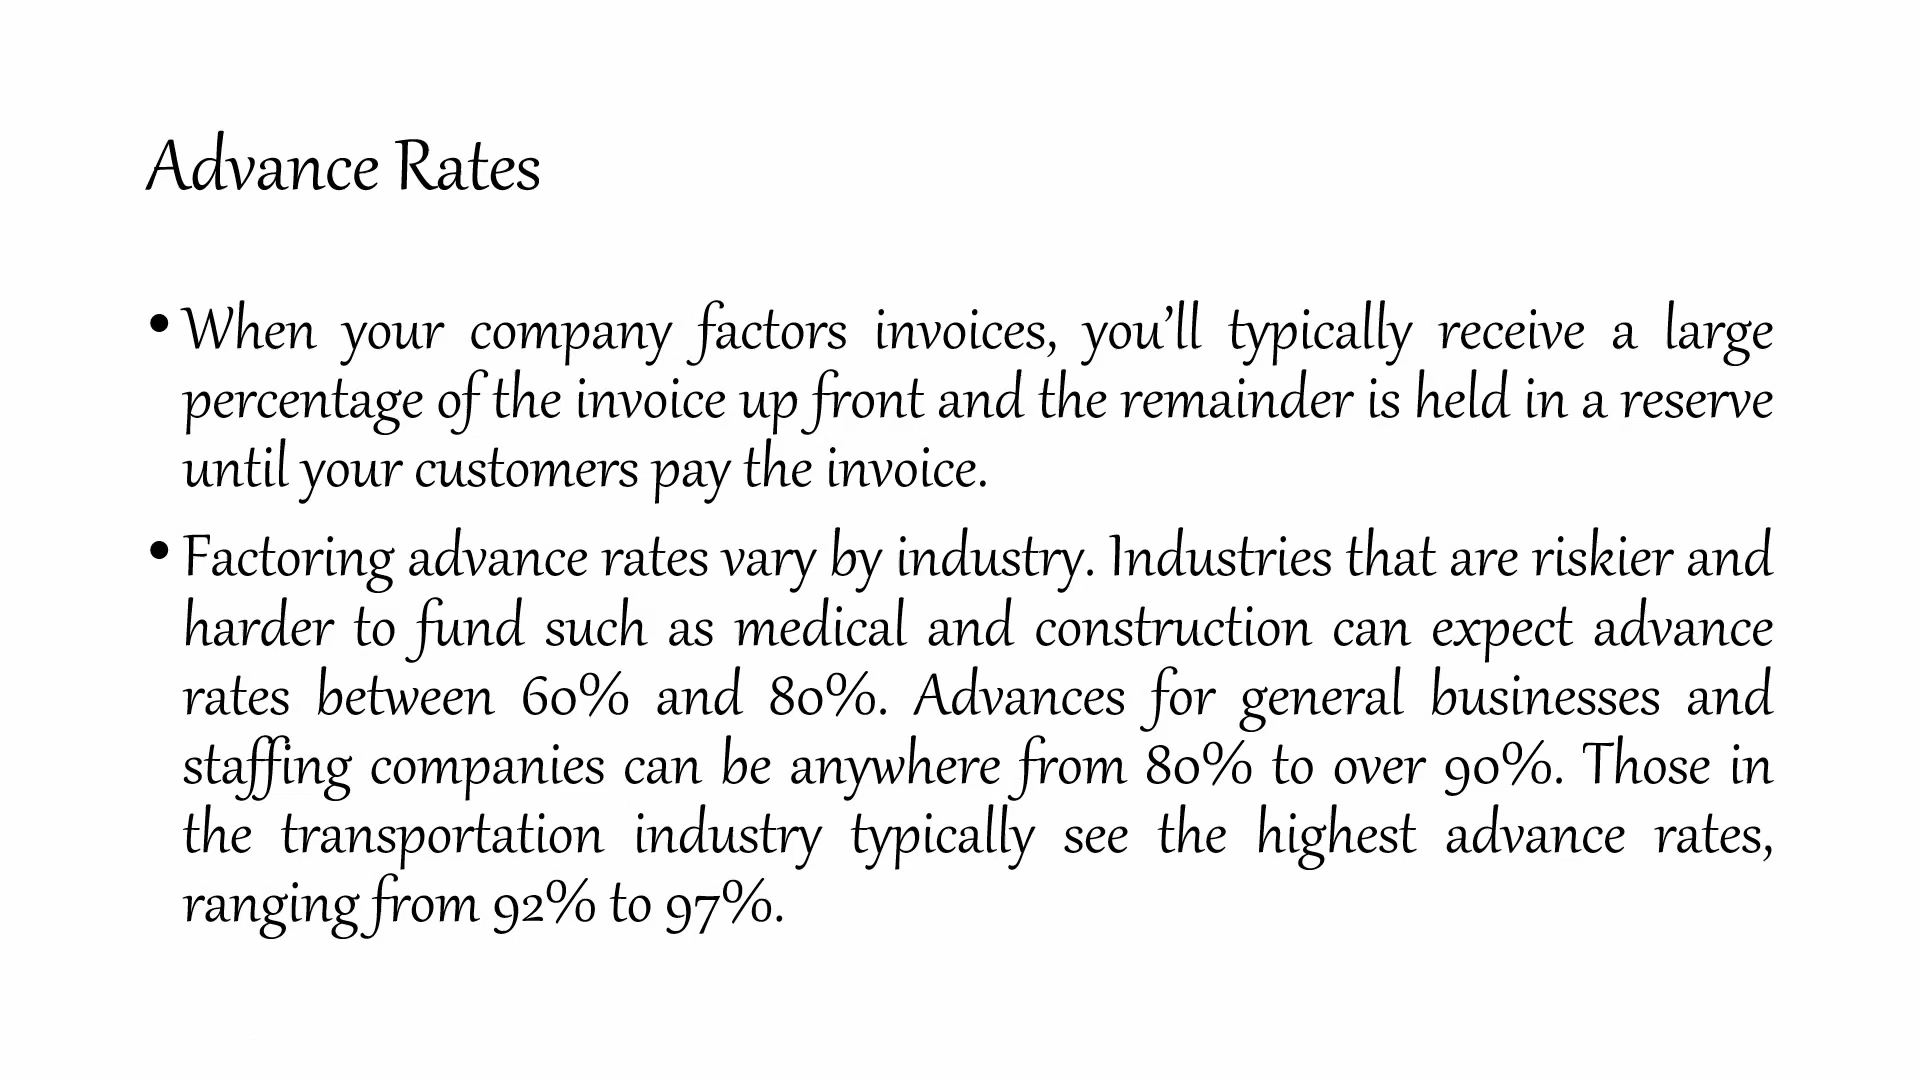 Advance Rates
• When your company factors invoices, you’ll typically receive a large
percentage of the invoice up front and the remainder is held in a reserve
until your customers pay the invoice.
• Factoring advance rates vary by industry. Industries that are riskier and
harder to fund such as medical and construction can expect advance
rates between 60% and 80%. Advances for general businesses and
staffing companies can be anywhere from 80% to over 90%. Those in
the transportation industry typically see the highest advance rates,
ranging from 92% to 97%.